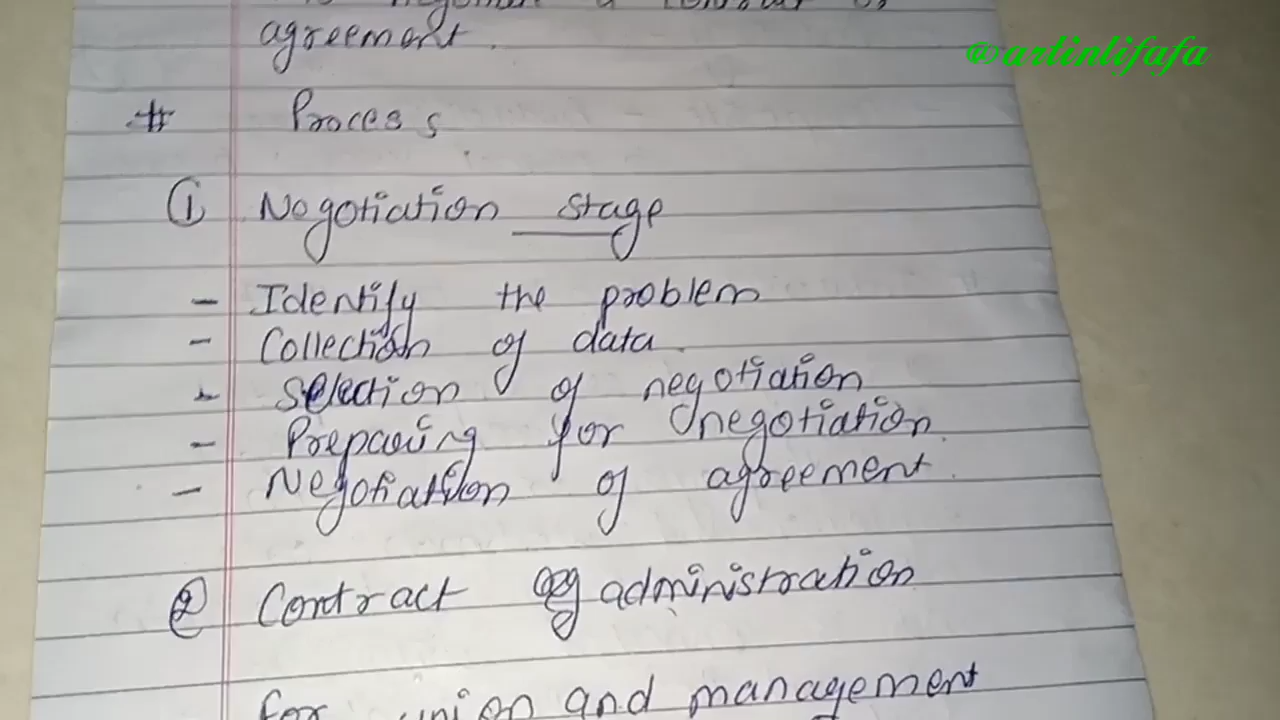 agreement.
@artinlifafa
# Process
① Negotiation stage
- Identify the problem
- Collection of data.
- Selection of negotiation
- Preparing for negotiation.
- Negotiation of agreement.
② Contract administration
for union and management